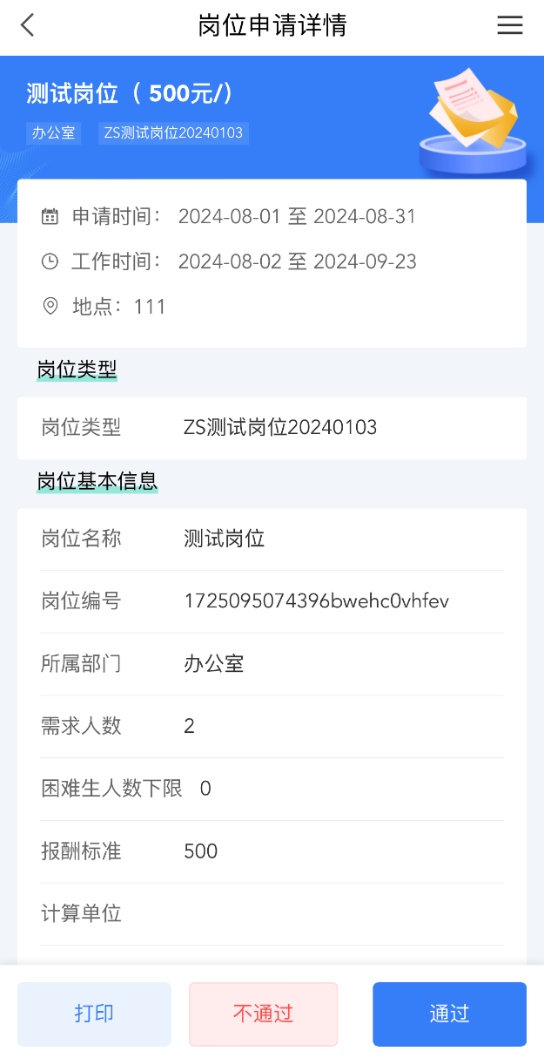 岗位申请详情
测试岗位（ 500元/）
办公室 ZS测试岗位20240103
申请时间： 2024-08-01 至 2024-08-31
工作时间： 2024-08-02 至 2024-09-23
地点：111
岗位类型
岗位类型 ZS测试岗位20240103
岗位基本信息
岗位名称 测试岗位
岗位编号 1725095074396bwehc0vhfev
所属部门 办公室
需求人数 2
困难生人数下限 0
报酬标准 500
计算单位
打印 不通过 通过